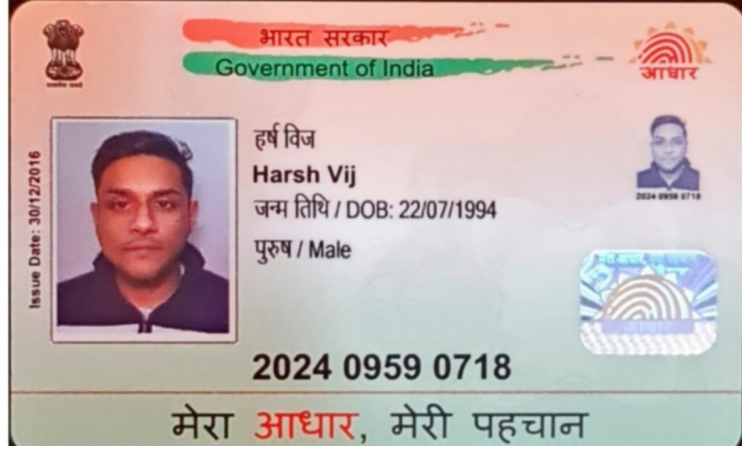 भारत सरकार
Government of India
आधार
Issue Date: 30/12/2016
हर्ष विज
Harsh Vij
जन्म तिथि / DOB: 22/07/1994
पुरुष / Male
2024 0959 0718
आधार
2024 0959 0718
मेरा आधार, मेरी पहचान